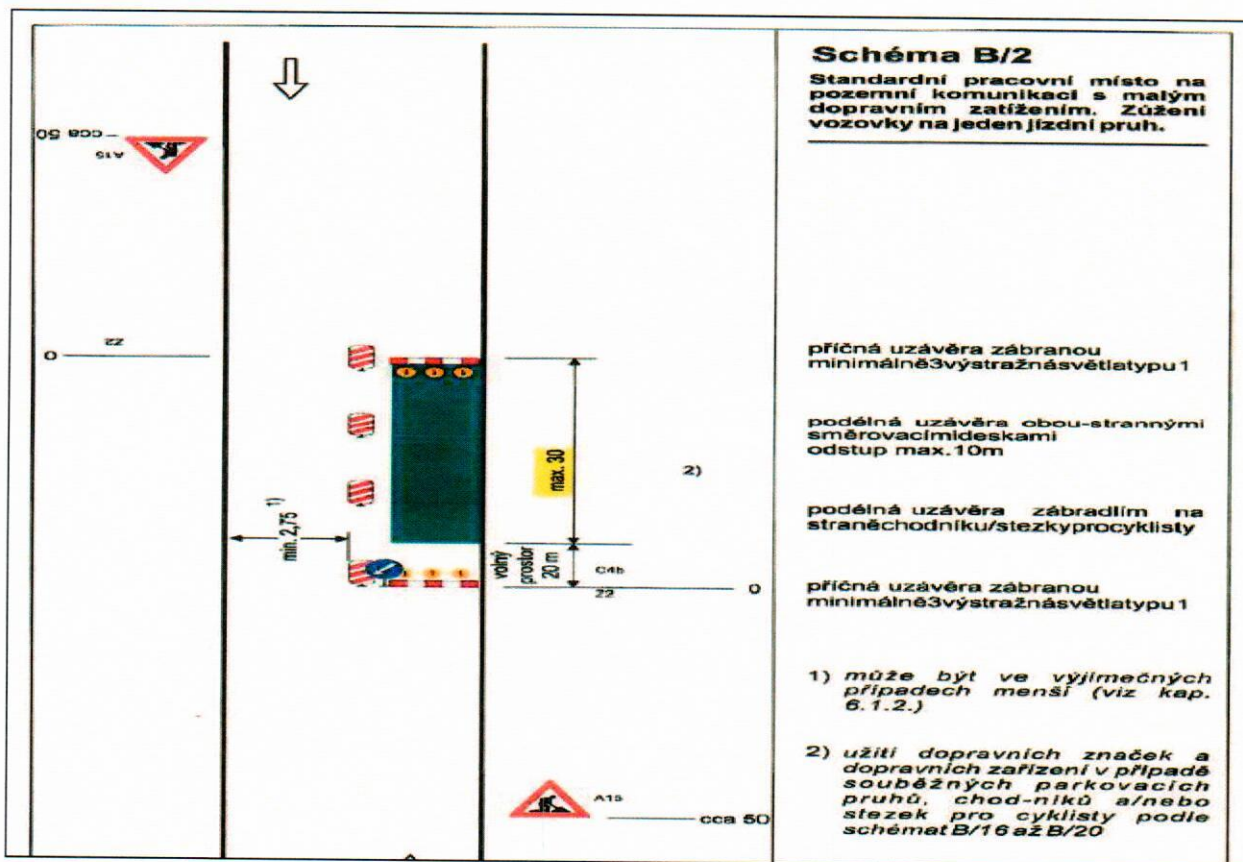 Schéma B/2
Standardní pracovní místo na
pozemní komunikaci s malým
dopravním zatížením. Zúžení
vozovky na jeden jízdní pruh.
cca 50
A15
0
Z2
příčná uzávěra zábranou
minimálně3výstražnásvětlatypu1
podélná uzávěra obou-strannými
směrovacímideskami
odstup max.10m
max. 30
2)
min. 2,75 1)
podélná uzávěra zábradlím na
straněchodníku/stezkyprocyklisty
volný
prostor
20 m
C4b
Z2
0
příčná uzávěra zábranou
minimálně3výstražnásvětlatypu1
1) může být ve výjimečných
případech menší (viz kap.
6.1.2.)
2) užití dopravních značek a
dopravních zařízení v případě
souběžných parkovacích
pruhů, chod-níků a/nebo
stezek pro cyklisty podle
schémat B/16 až B/20
A15
cca 50